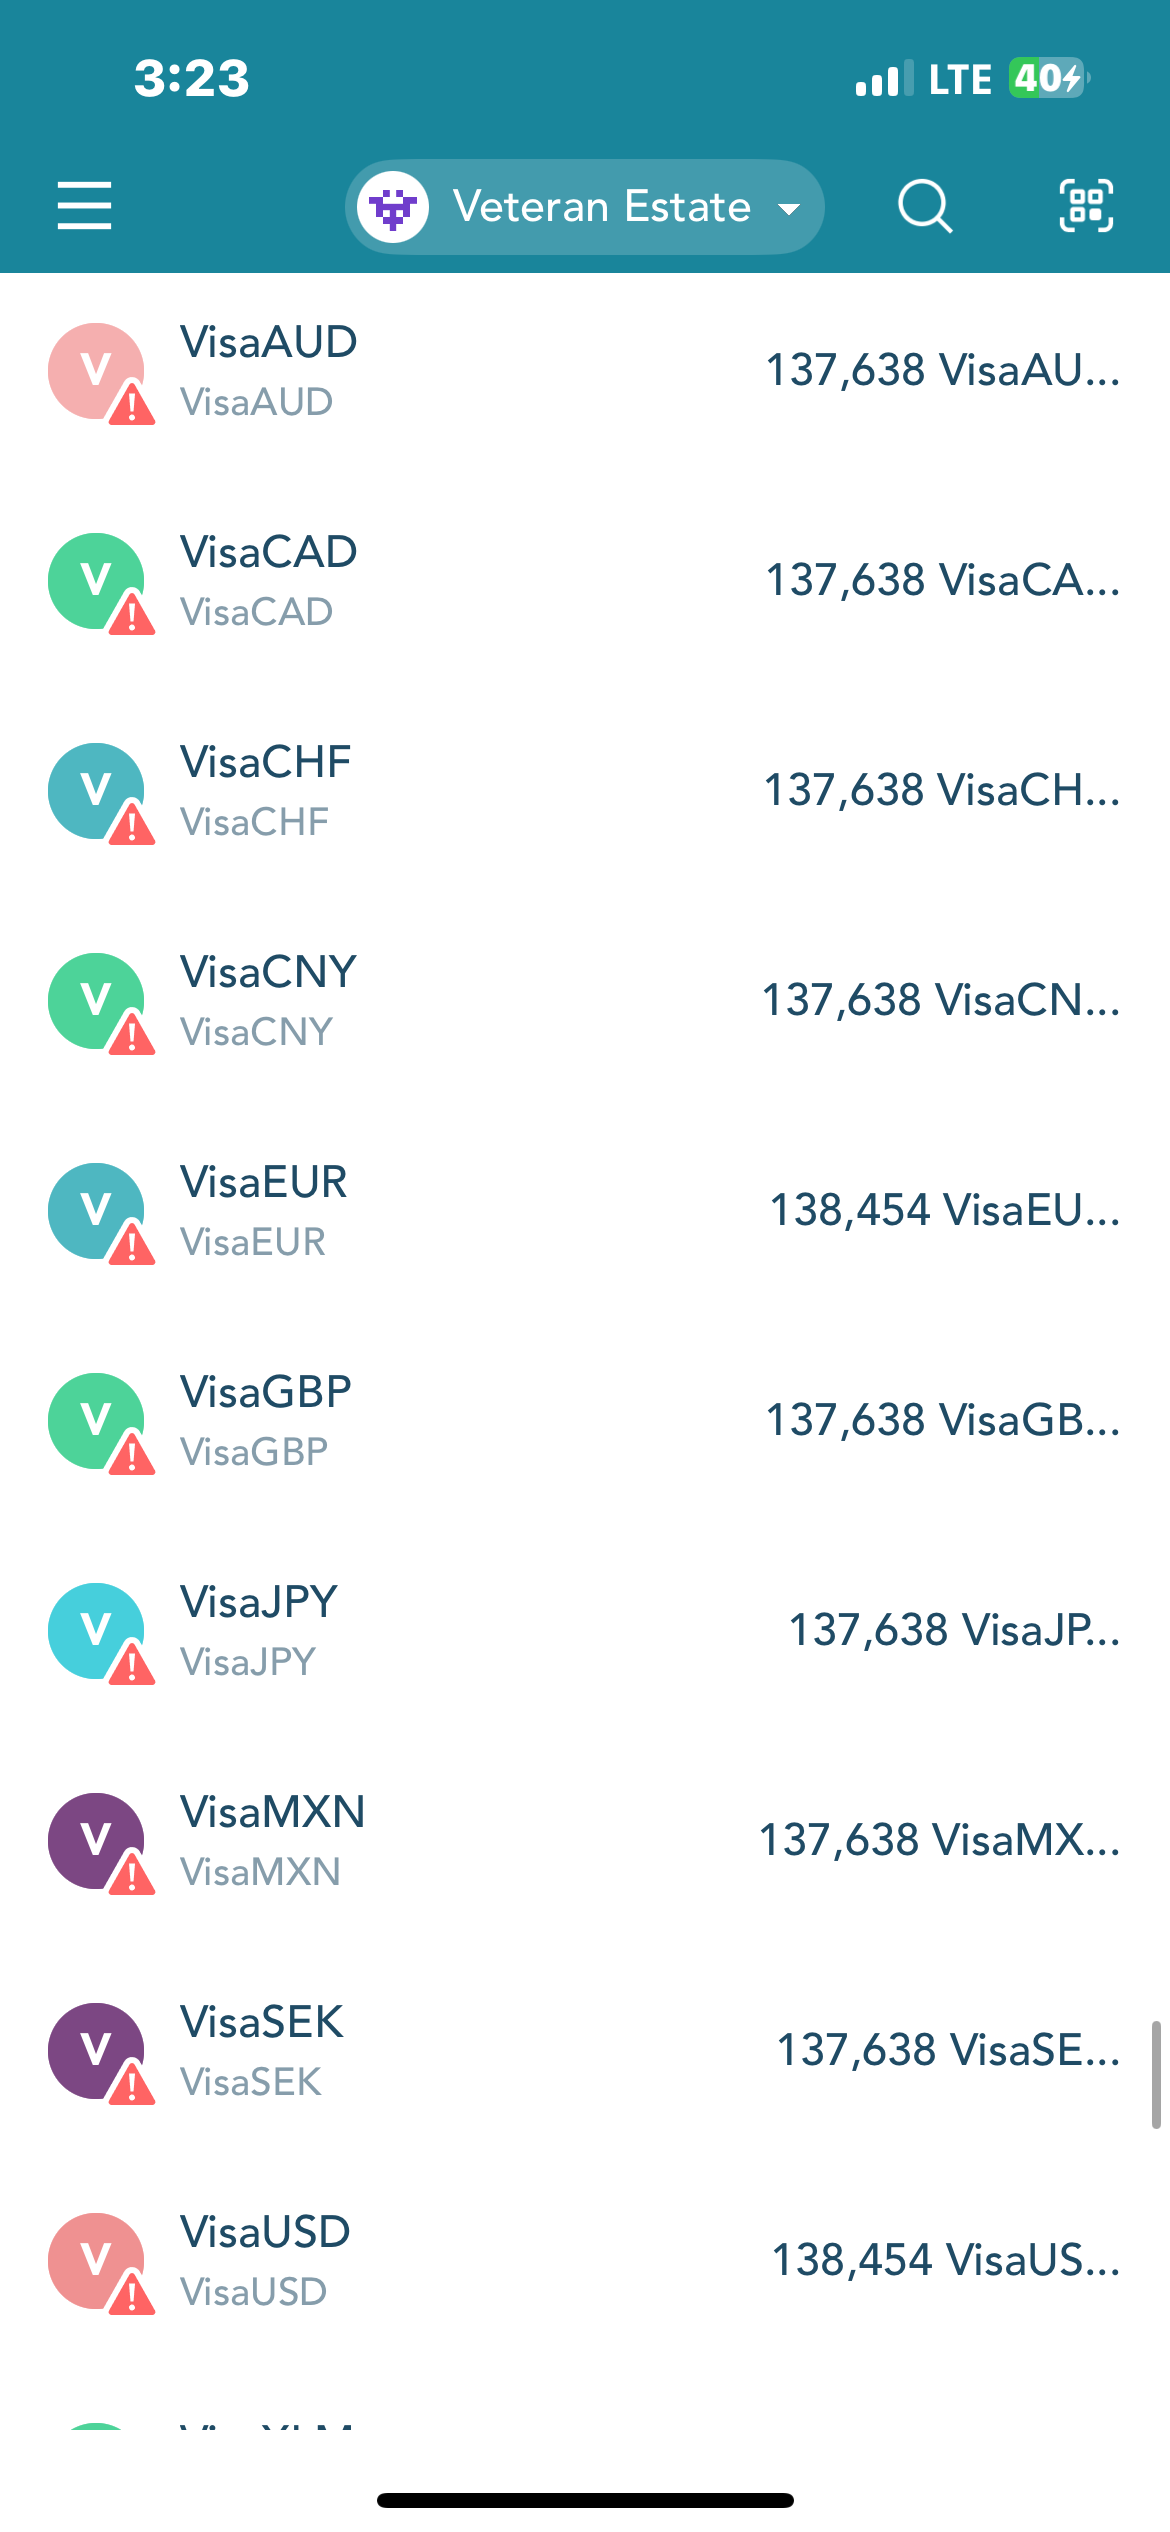 3:23
LTE 40
Veteran Estate
V
VisaAUD
VisaAUD
137,638 VisaAU...
V
VisaCAD
VisaCAD
137,638 VisaCA...
V
VisaCHF
VisaCHF
137,638 VisaCH...
V
VisaCNY
VisaCNY
137,638 VisaCN...
V
VisaEUR
VisaEUR
138,454 VisaEU...
V
VisaGBP
VisaGBP
137,638 VisaGB...
V
VisaJPY
VisaJPY
137,638 VisaJP...
V
VisaMXN
VisaMXN
137,638 VisaMX...
V
VisaSEK
VisaSEK
137,638 VisaSE...
V
VisaUSD
VisaUSD
138,454 VisaUS...